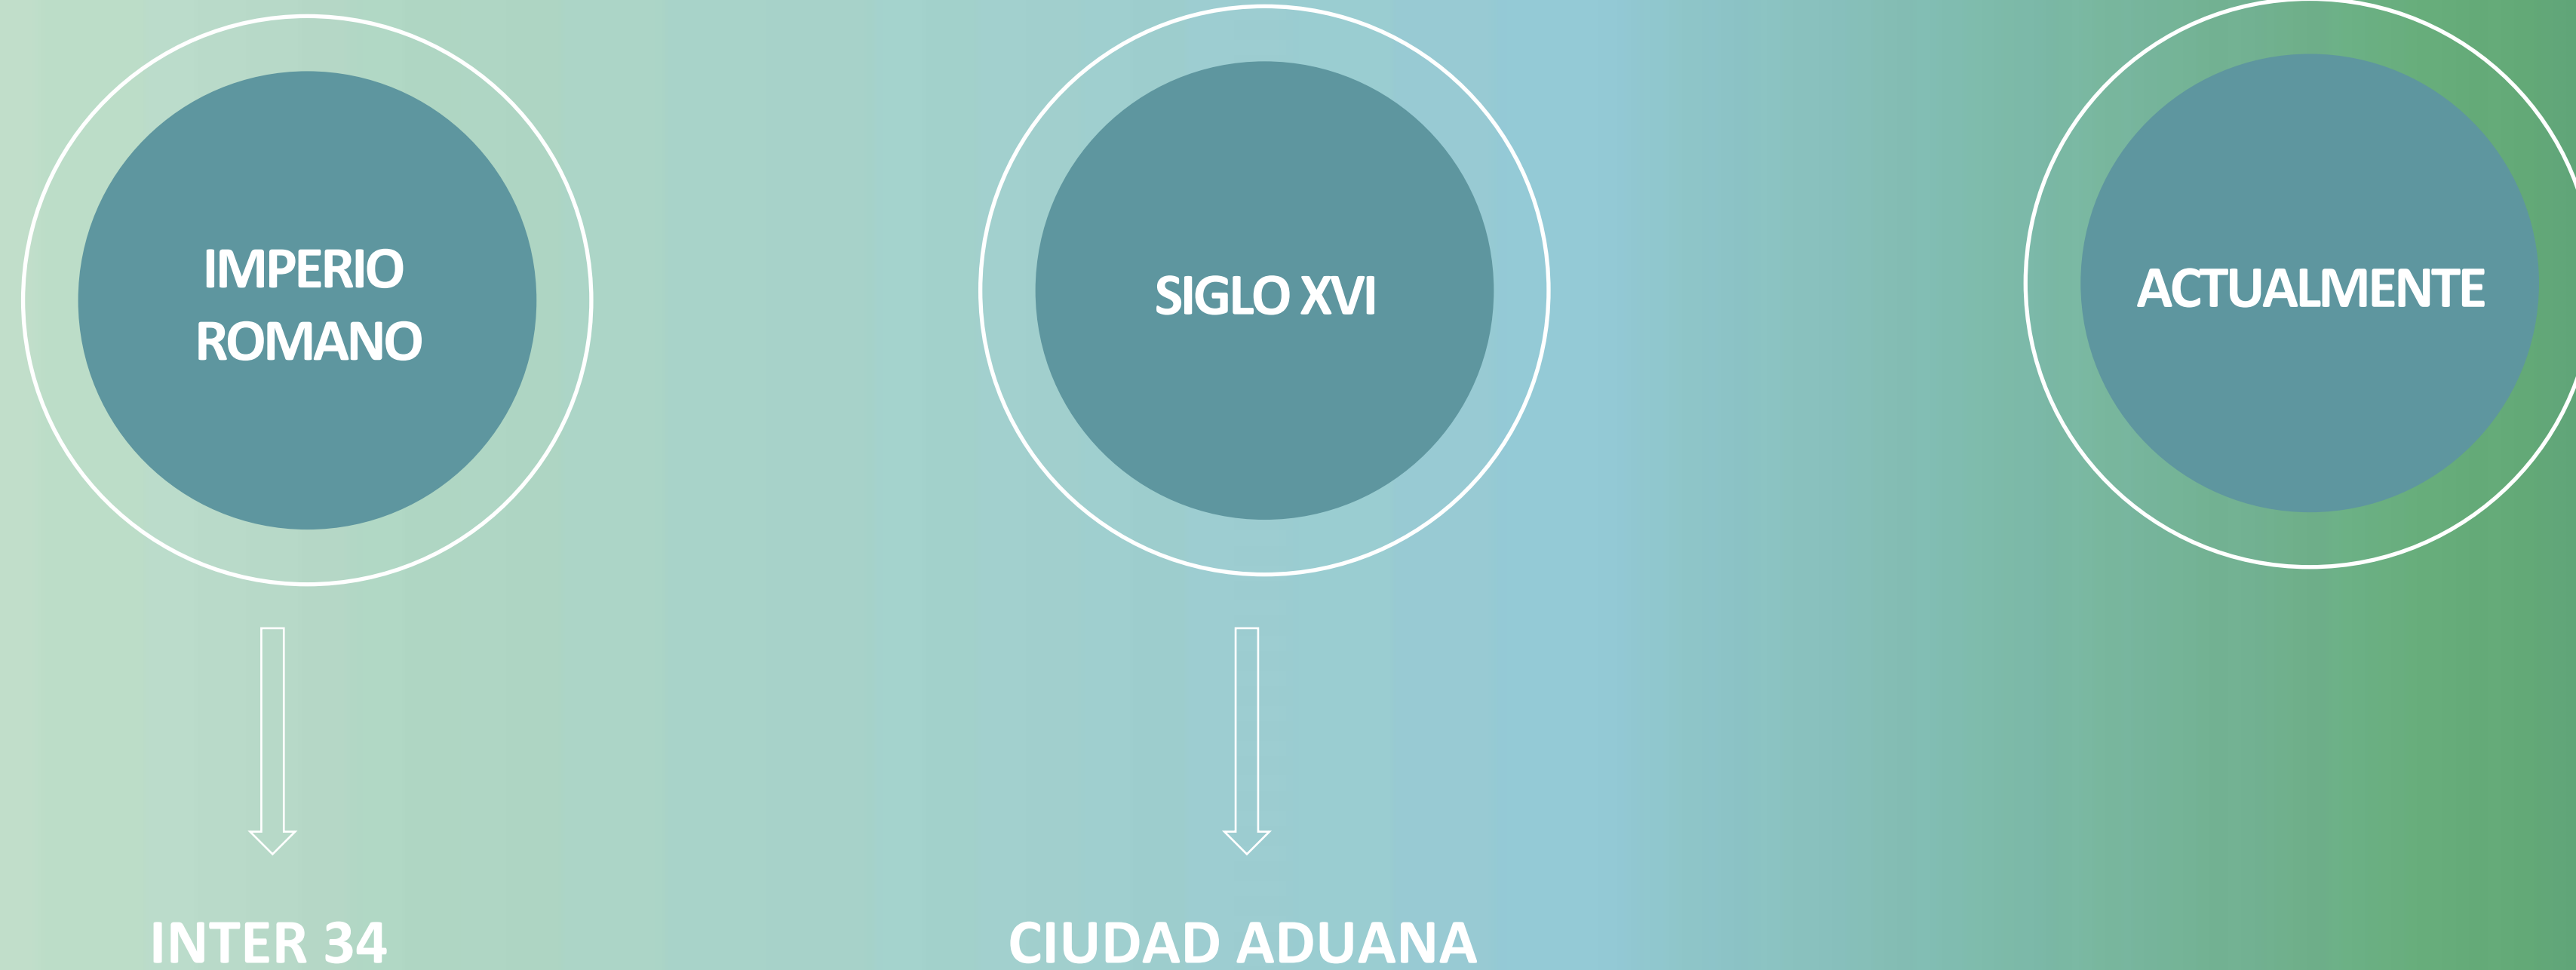 IMPERIO
ROMANO
SIGLO XVI
ACTUALMENTE
INTER 34
CIUDAD ADUANA